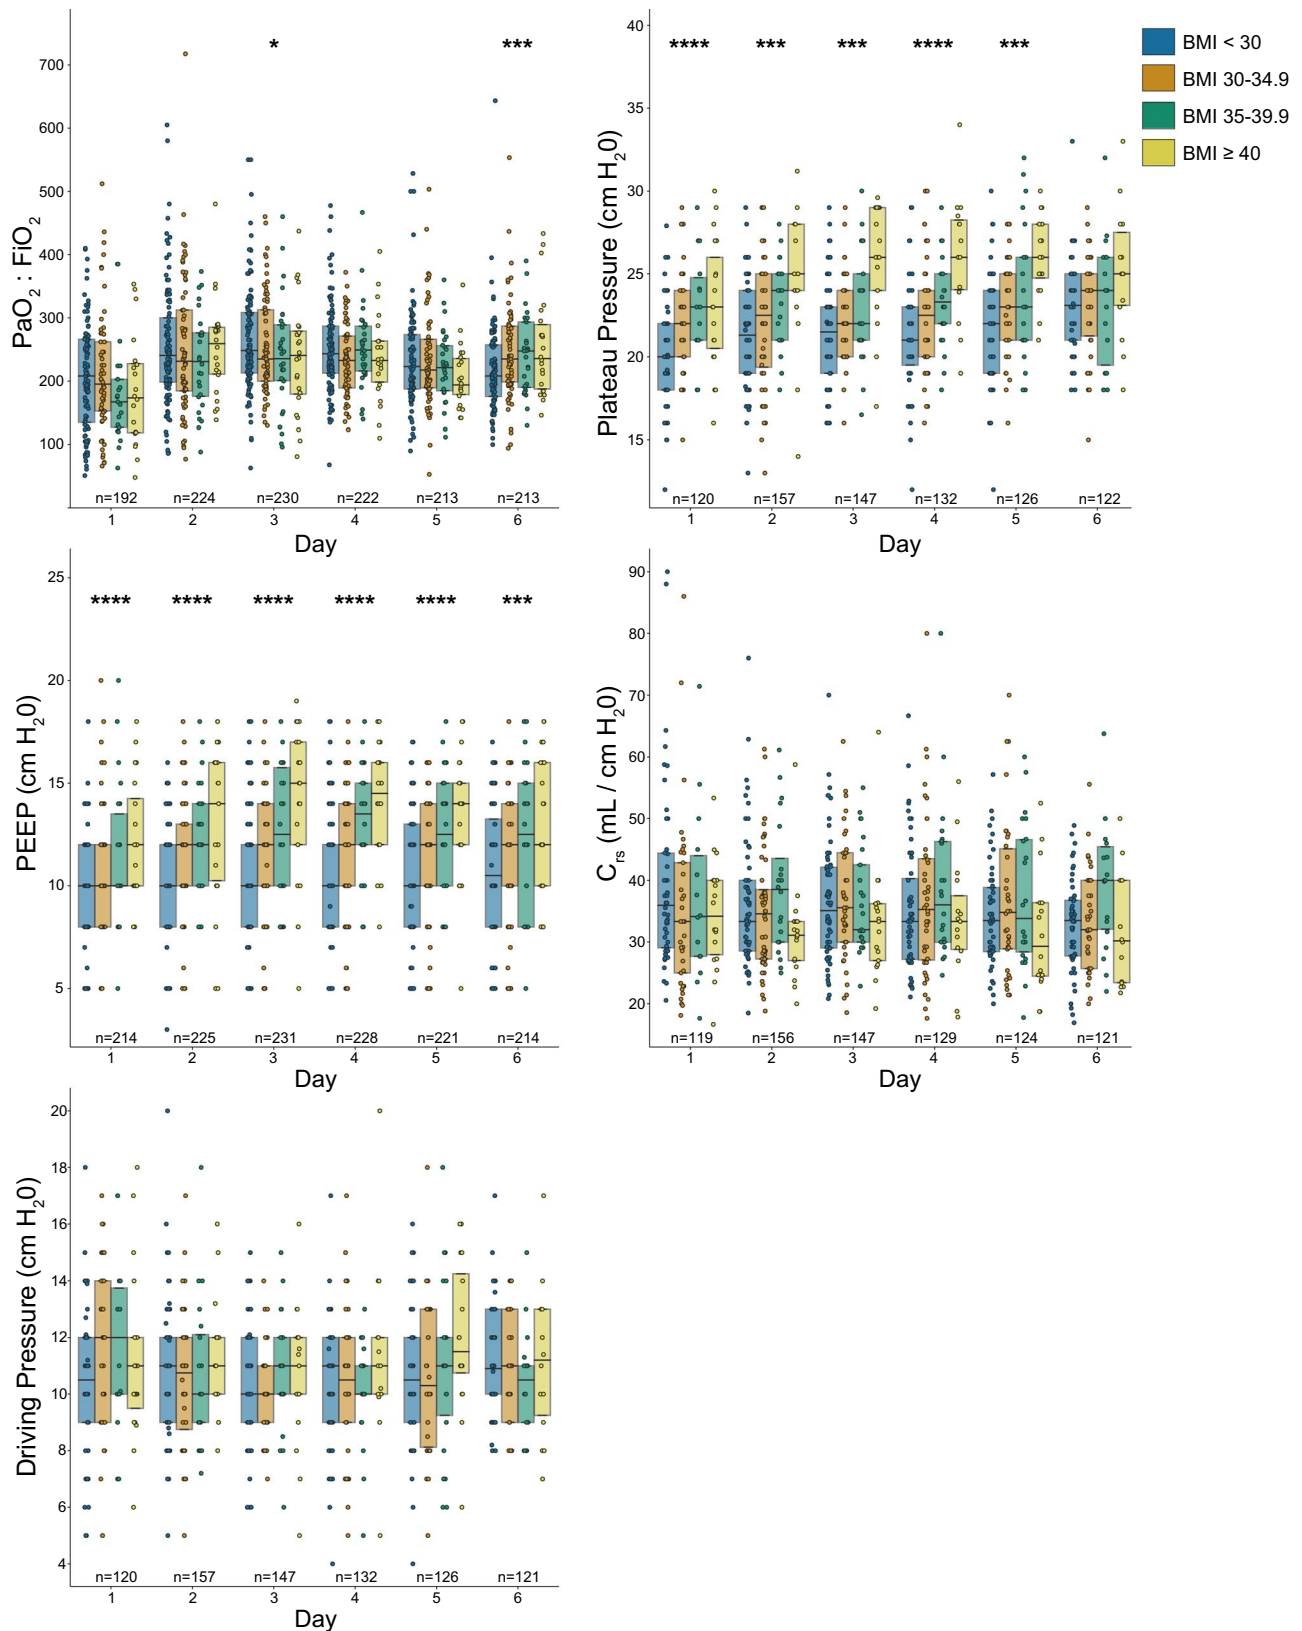 PaO2 : FiO2
700
600
500
400
300
200
100
*
***
n=192 n=224 n=230 n=222 n=213 n=213
1 2 3 4 5 6
Day
Plateau Pressure (cm H20)
40
35
30
25
20
15
**** *** *** **** ***
n=120 n=157 n=147 n=132 n=126 n=122
1 2 3 4 5 6
Day
BMI < 30
BMI 30-34.9
BMI 35-39.9
BMI ≥ 40
PEEP (cm H20)
25
20
15
10
5
**** **** **** **** **** ***
n=214 n=225 n=231 n=228 n=221 n=214
1 2 3 4 5 6
Day
Crs (mL / cm H20)
90
80
70
60
50
40
30
20
n=119 n=156 n=147 n=129 n=124 n=121
1 2 3 4 5 6
Day
Driving Pressure (cm H20)
20
18
16
14
12
10
8
6
4
n=120 n=157 n=147 n=132 n=126 n=121
1 2 3 4 5 6
Day